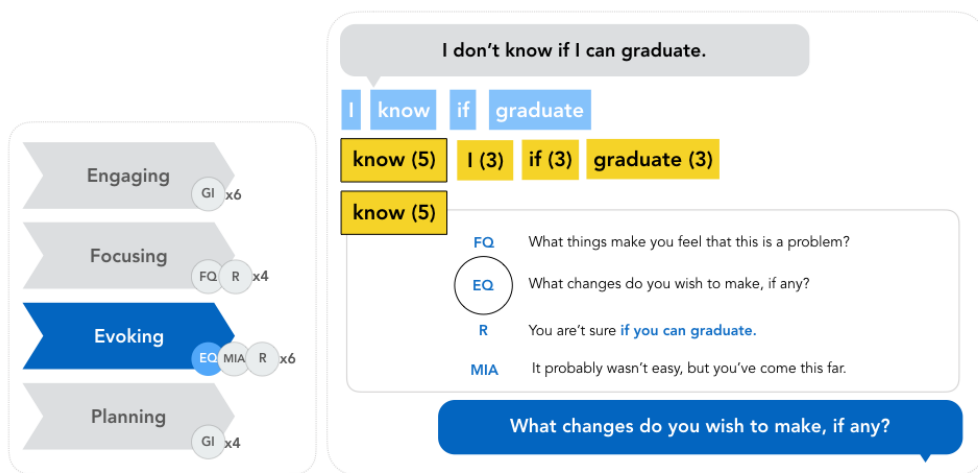 Engaging
GI x6
Focusing
FQ R x4
Evoking
EQ MIA R x6
Planning
GI x4
I don't know if I can graduate.
I know if graduate
know (5) I (3) if (3) graduate (3)
know (5)
FQ What things make you feel that this is a problem?
EQ What changes do you wish to make, if any?
R You are't sure if you can graduate.
MIA It probably wasn't easy, but you've come this far.
What changes do you wish to make, if any?